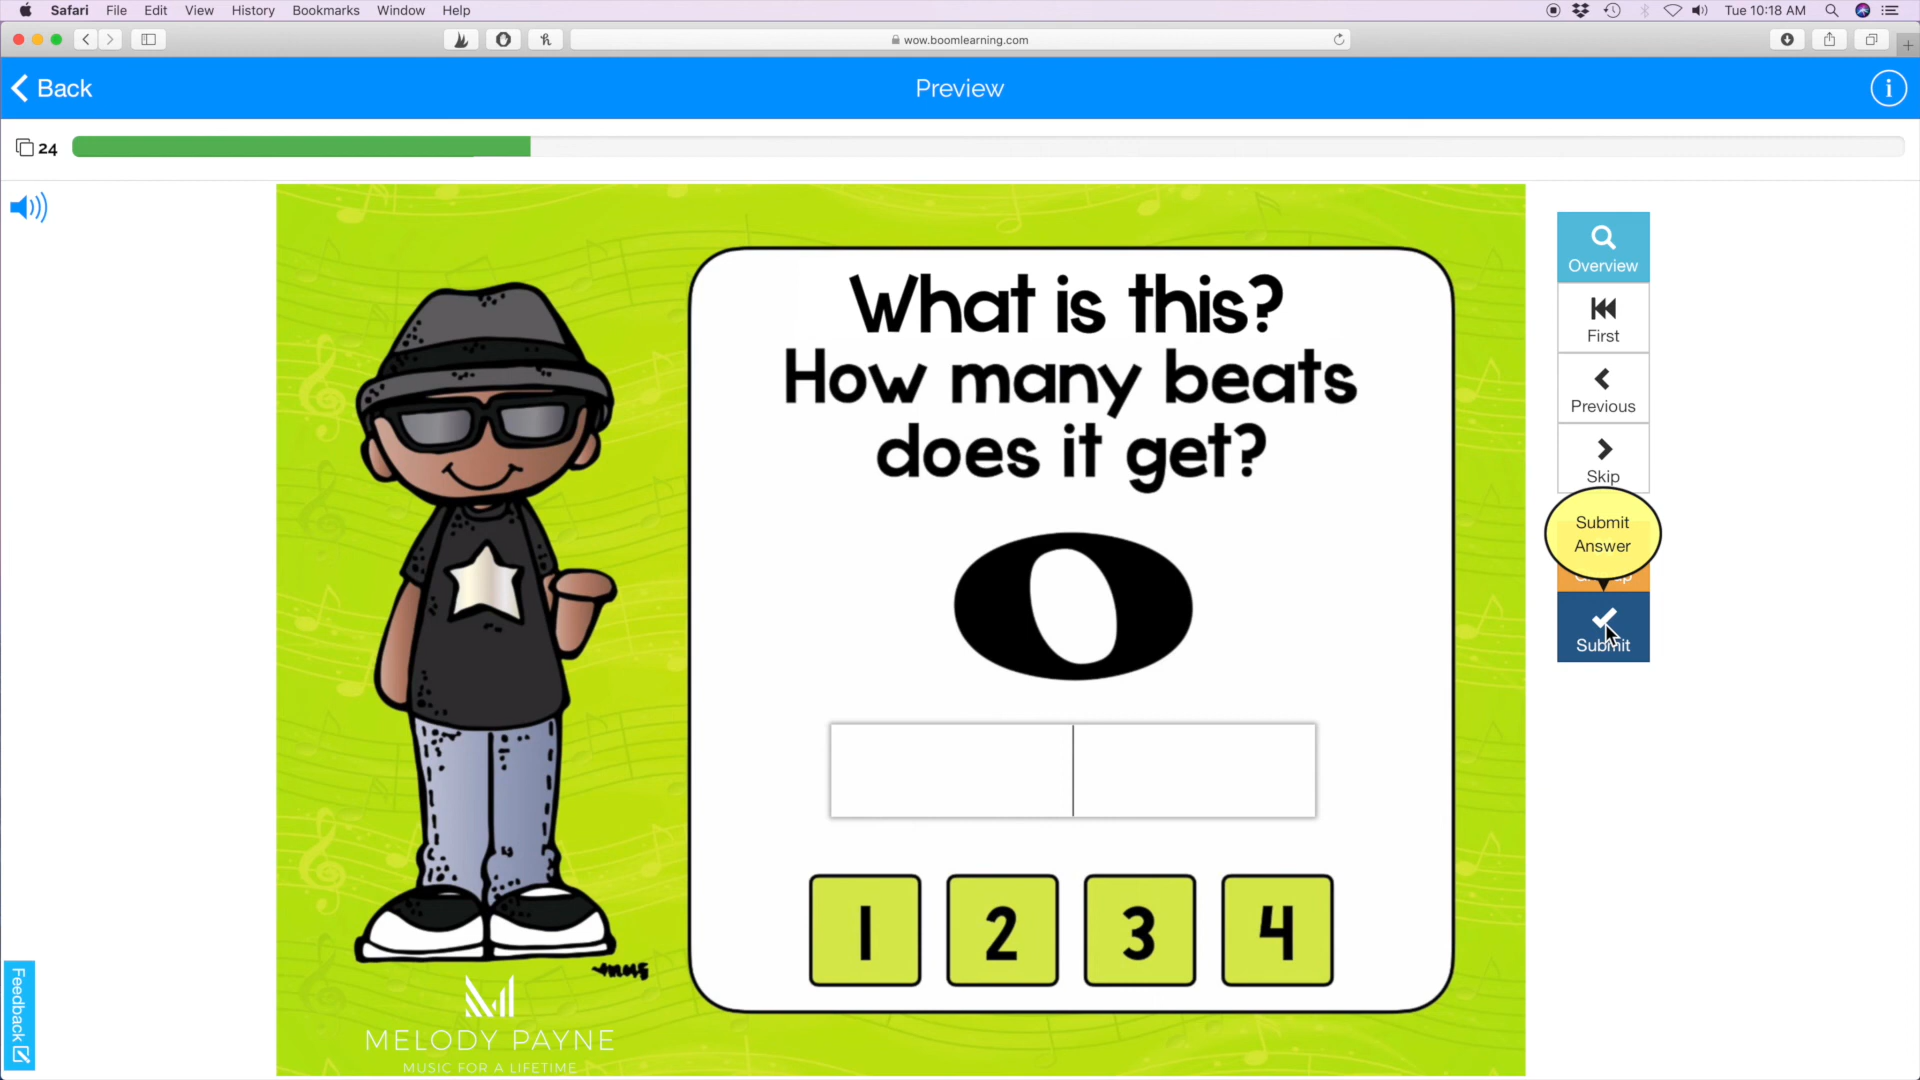 Safari File Edit View History Bookmarks Window Help Tue 10:18 AM
wow.boomlearning.com
Back
Preview
24
What is this?
How many beats
does it get?
1 2 3 4
MELODY PAYNE
MUSIC FOR A LIFETIME
Overview
First
Previous
Skip
Submit
Answer
Submit
Feedback